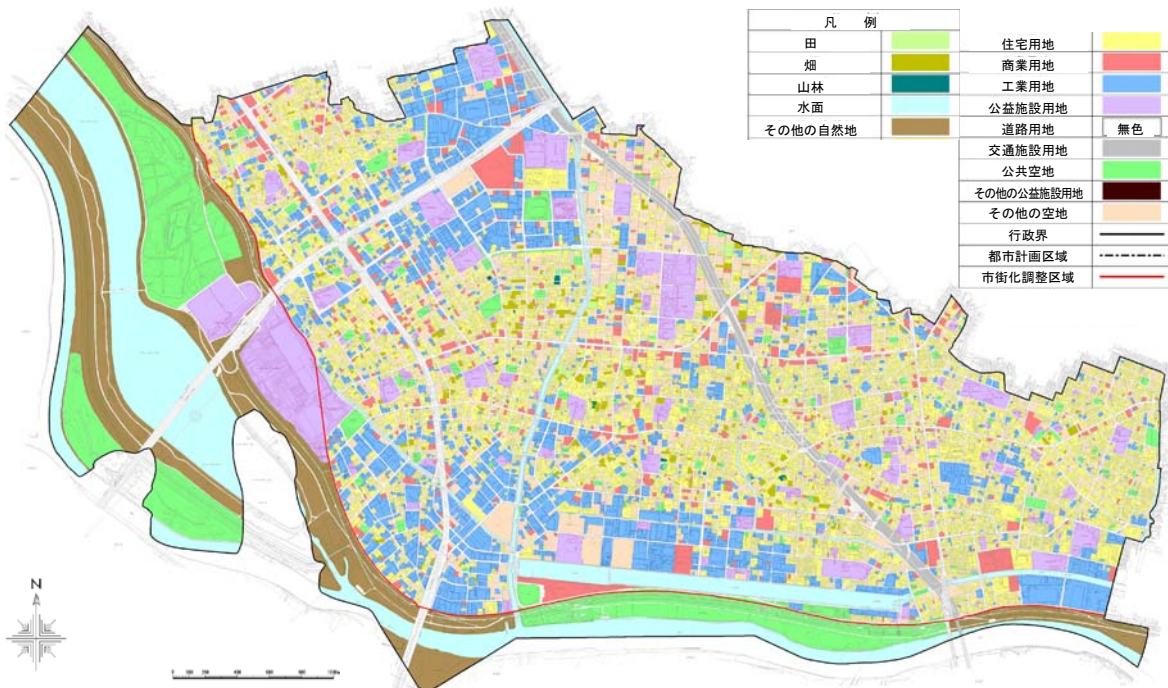 凡 例
田
畑
山林
水面
その他の自然地
住宅用地
商業用地
工業用地
公益施設用地
道路用地 無色
交通施設用地
公共空地
その他の公益施設用地
その他の空地
行政界
都市計画区域
市街化調整区域
N